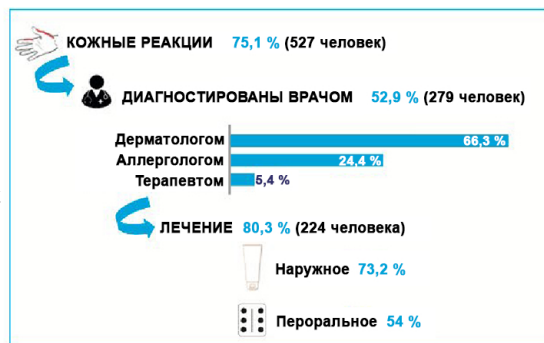 КОЖНЫЕ РЕАКЦИИ 75,1 % (527 человек)
ДИАГНОСТИРОВАНЫ ВРАЧОМ 52,9 % (279 человек)
Дерматологом 66,3 %
Аллергологом 24,4 %
Терапевтом 5,4 %
ЛЕЧЕНИЕ 80,3 % (224 человека)
Наружное 73,2 %
Пероральное 54 %